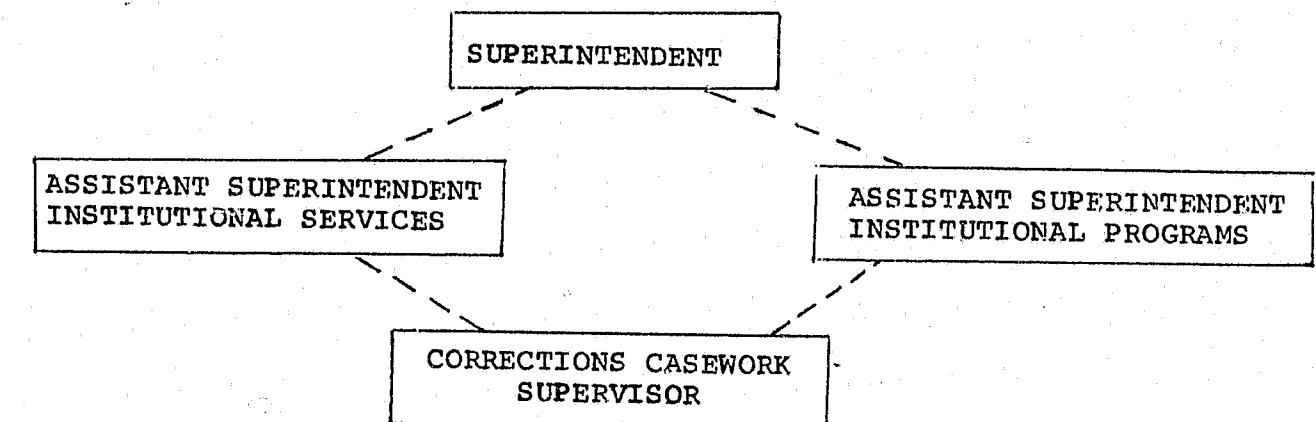 SUPERINTENDENT
ASSISTANT SUPERINTENDENT
INSTITUTIONAL SERVICES
ASSISTANT SUPERINTENDENT
INSTITUTIONAL PROGRAMS
CORRECTIONS CASEWORK
SUPERVISOR